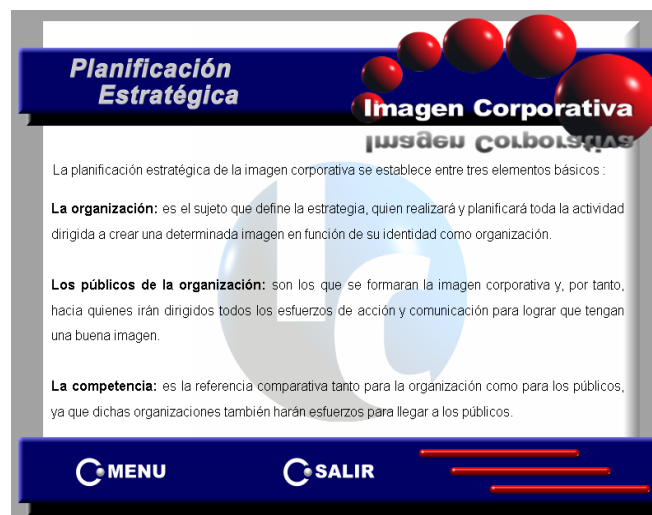 Planificación
Estratégica
Imagen Corporativa
La planificación estratégica de la imagen corporativa se establece entre tres elementos básicos :
La organización: es el sujeto que define la estrategia, quien realizará y planificará toda la actividad
dirigida a crear una determinada imagen en función de su identidad como organización.
Los públicos de la organización: son los que se formaran la imagen corporativa y, por tanto,
hacia quienes irán dirigidos todos los esfuerzos de acción y comunicación para lograr que tengan
una buena imagen.
La competencia: es la referencia comparativa tanto para la organización como para los públicos,
ya que dichas organizaciones también harán esfuerzos para llegar a los públicos.
MENU
SALIR